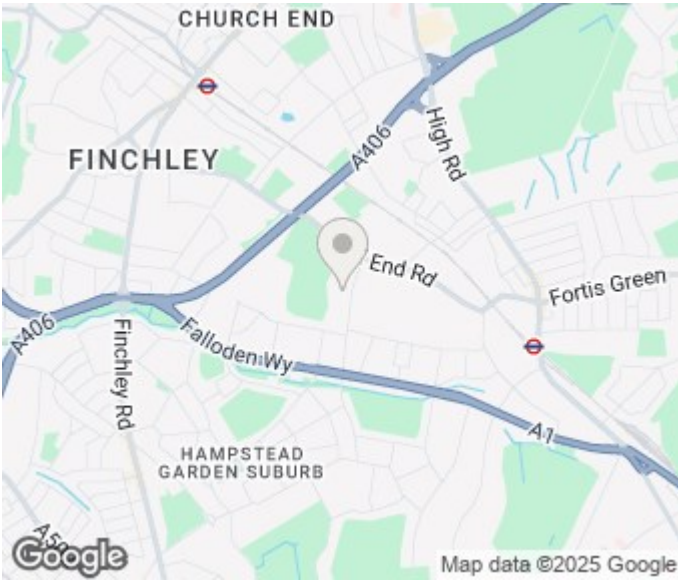 CHURCH END
High Rd
A406
FINCHLEY
End Rd
Fortis Green
A406
Finchley Rd
Falloden Wy
A1
HAMPSTEAD
GARDEN SUBURB
Google
Map data ©2025 Google